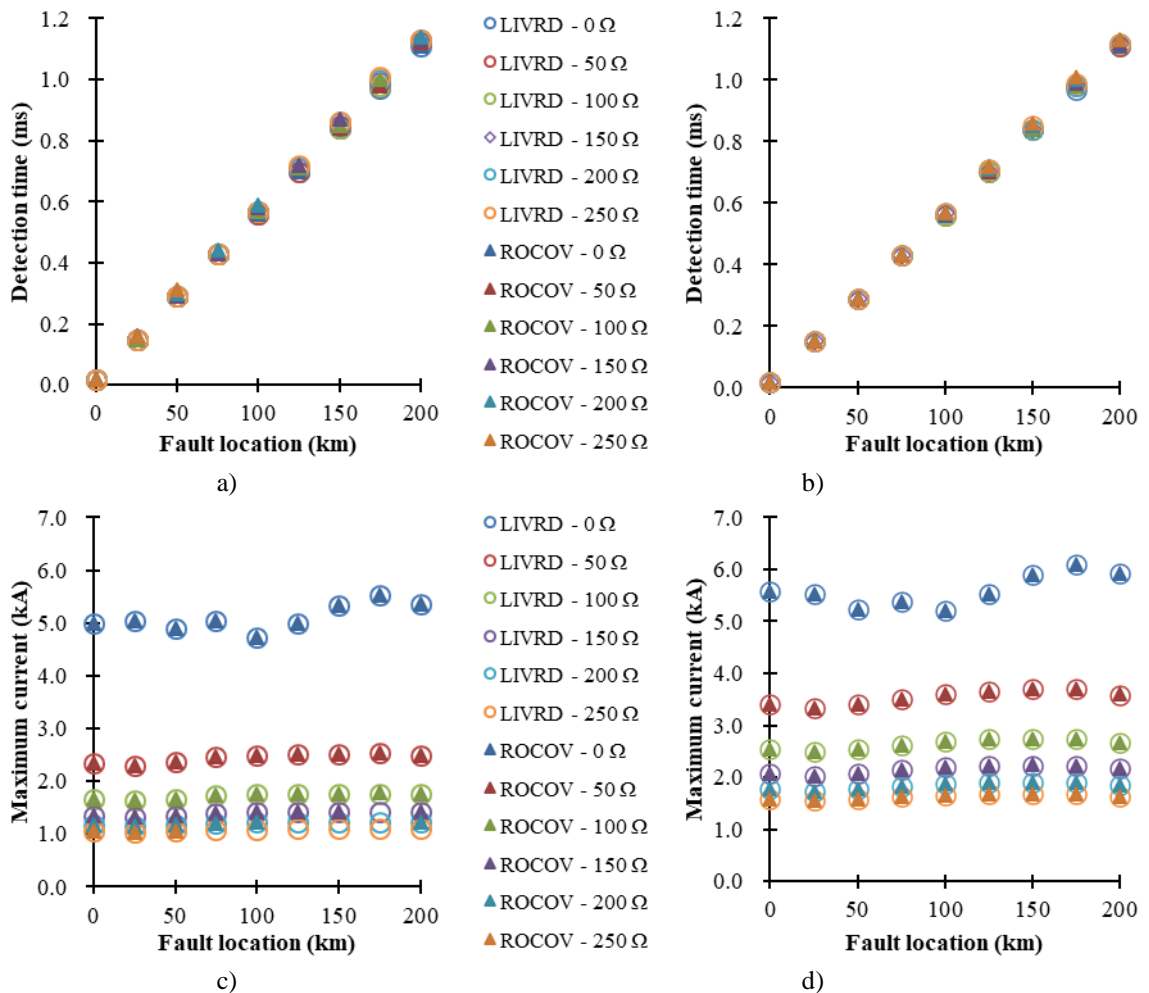 Detection time (ms)
1.2
1.0
0.8
0.6
0.4
0.2
0.0
0 50 100 150 200
Fault location (km)
a)
LIVRD - 0 Ω
LIVRD - 50 Ω
LIVRD - 100 Ω
LIVRD - 150 Ω
LIVRD - 200 Ω
LIVRD - 250 Ω
ROCOV - 0 Ω
ROCOV - 50 Ω
ROCOV - 100 Ω
ROCOV - 150 Ω
ROCOV - 200 Ω
ROCOV - 250 Ω
Detection time (ms)
1.2
1.0
0.8
0.6
0.4
0.2
0.0
0 50 100 150 200
Fault location (km)
b)
Maximum current (kA)
7.0
6.0
5.0
4.0
3.0
2.0
1.0
0.0
0 50 100 150 200
Fault location (km)
c)
LIVRD - 0 Ω
LIVRD - 50 Ω
LIVRD - 100 Ω
LIVRD - 150 Ω
LIVRD - 200 Ω
LIVRD - 250 Ω
ROCOV - 0 Ω
ROCOV - 50 Ω
ROCOV - 100 Ω
ROCOV - 150 Ω
ROCOV - 200 Ω
ROCOV - 250 Ω
Maximum current (kA)
7.0
6.0
5.0
4.0
3.0
2.0
1.0
0.0
0 50 100 150 200
Fault location (km)
d)